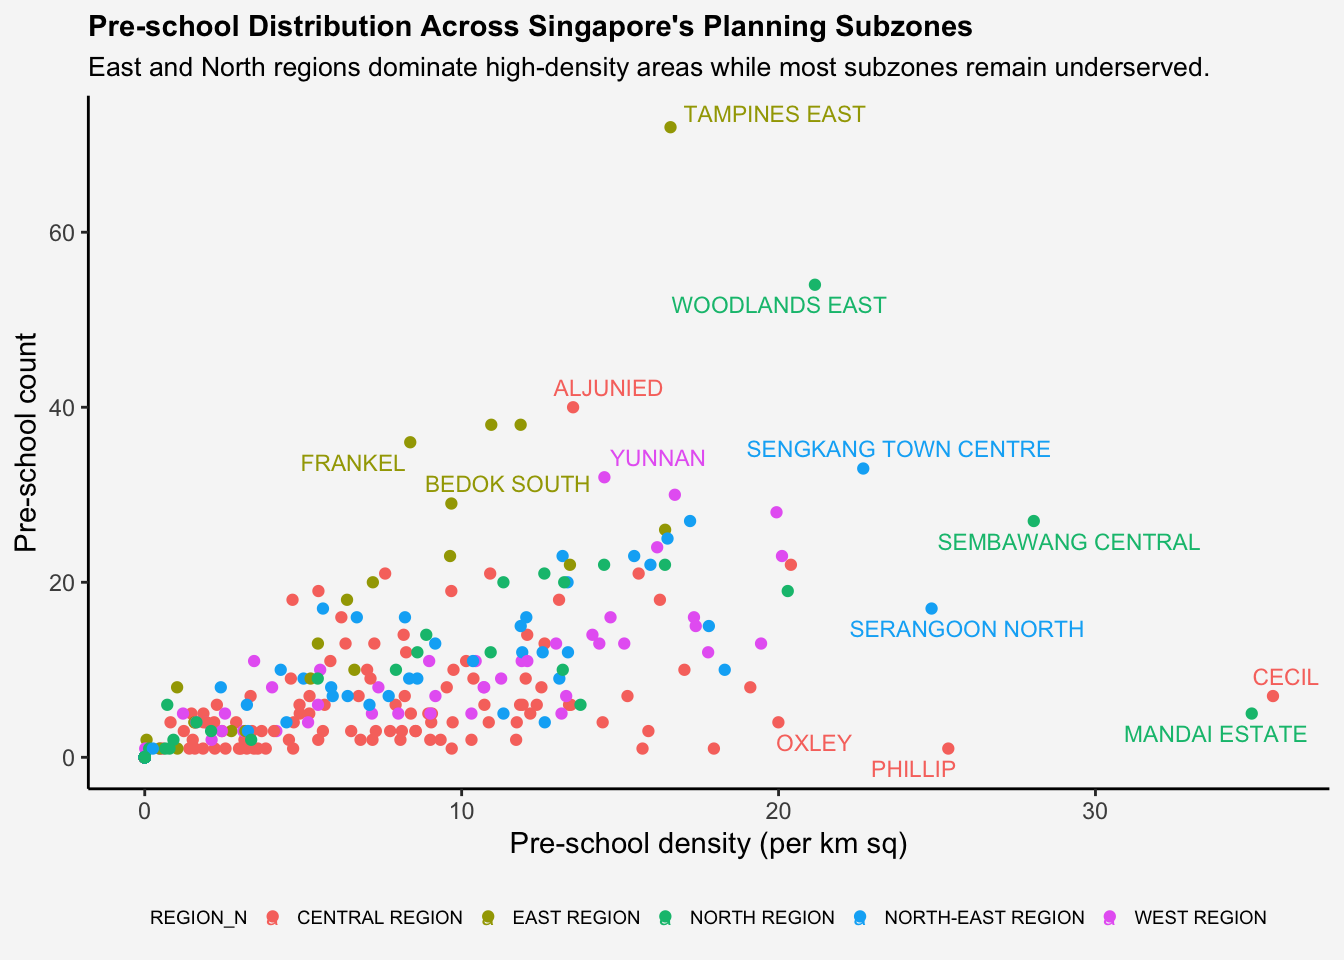 Pre-school Distribution Across Singapore's Planning Subzones
East and North regions dominate high-density areas while most subzones remain underserved.
TAMPINES EAST
60
WOODLANDS EAST
ALJUNIED
40
FRANKEL
YUNNAN
SENGKANG TOWN CENTRE
BEDOK SOUTH
Pre-school count
SEMBAWANG CENTRAL
20
SERANGOON NORTH
CECIL
MANDAI ESTATE
OXLEY
0
PHILLIP
0 10 20 30
Pre-school density (per km sq)
REGION_N a CENTRAL REGION a EAST REGION a NORTH REGION a NORTH-EAST REGION a WEST REGION